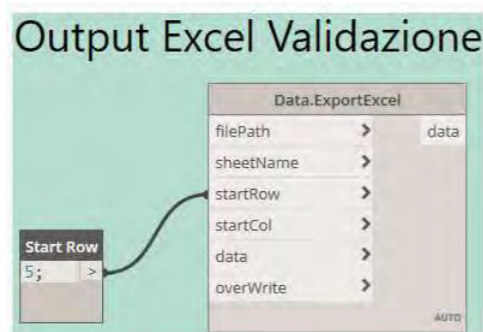 Output Excel Validazione
Data.ExportExcel
filePath >
data
sheetName >
startRow >
startCol >
data >
overWrite >
AUTO
Start Row
5; >